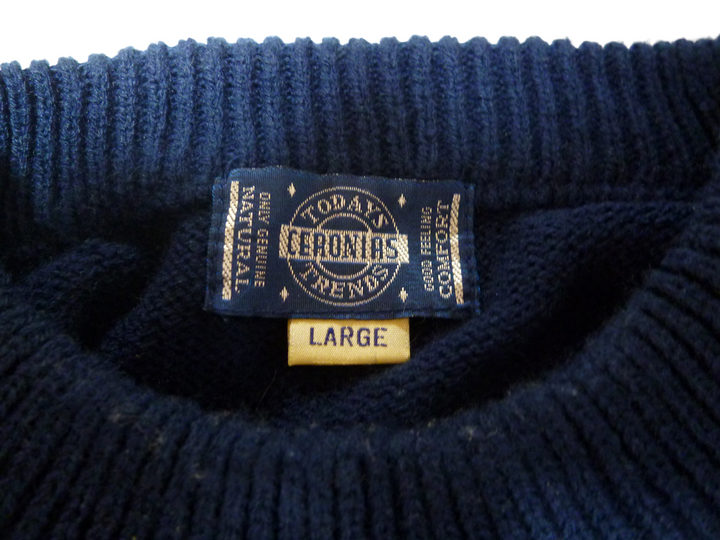 ONLY GENUINE
NATURAL
TODAYS
CERONIAS
TRENDS
GOOD FEELING
COMFORT
LARGE